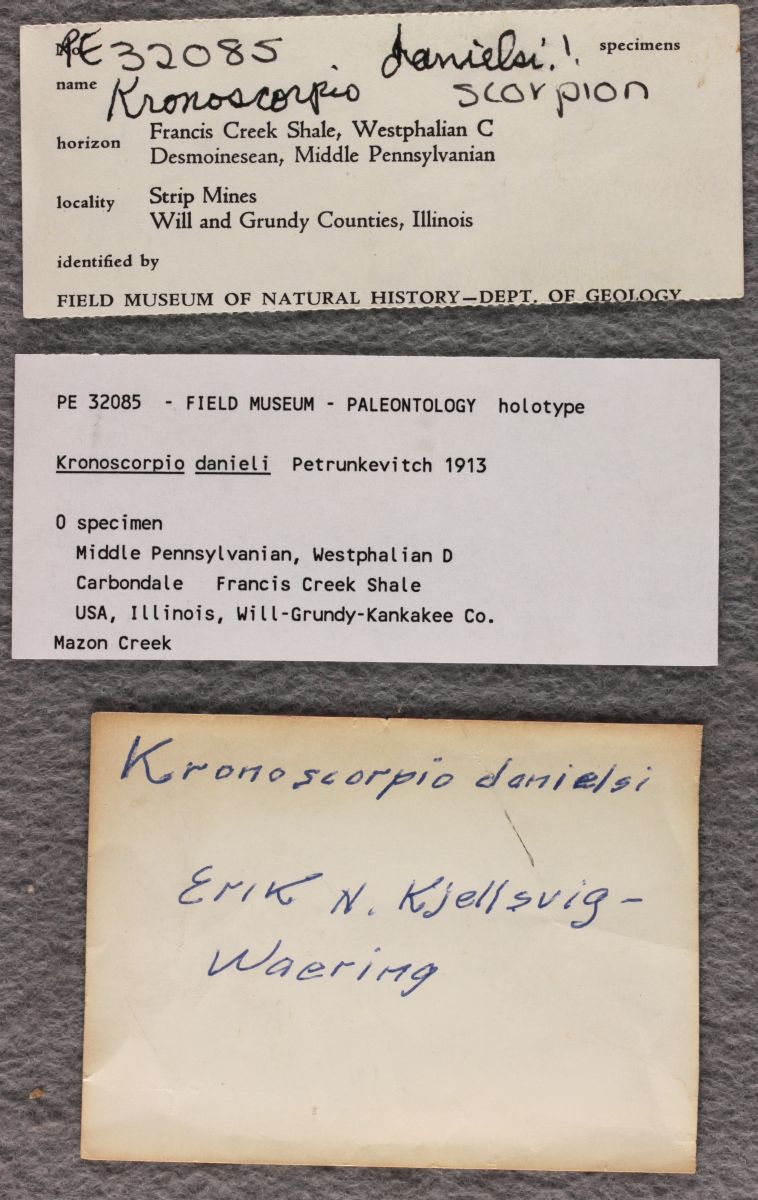 No. PE 32085 danielsi.! specimens
name Kronoscorpio scorpion
horizon Francis Creek Shale, Westphalian C
Desmoinesean, Middle Pennsylvanian
locality Strip Mines
Will and Grundy Counties, Illinois
identified by
FIELD MUSEUM OF NATURAL HISTORY—DEPT. OF GEOLOGY
PE 32085 - FIELD MUSEUM - PALEONTOLOGY holotype
Kronoscorpio danieli Petrunkevitch 1913
0 specimen
Middle Pennsylvanian, Westphalian D
Carbondale Francis Creek Shale
USA, Illinois, Will-Grundy-Kankakee Co.
Mazon Creek
Kronoscorpio danielsi
Erik N. Kjellsvig-
Waering